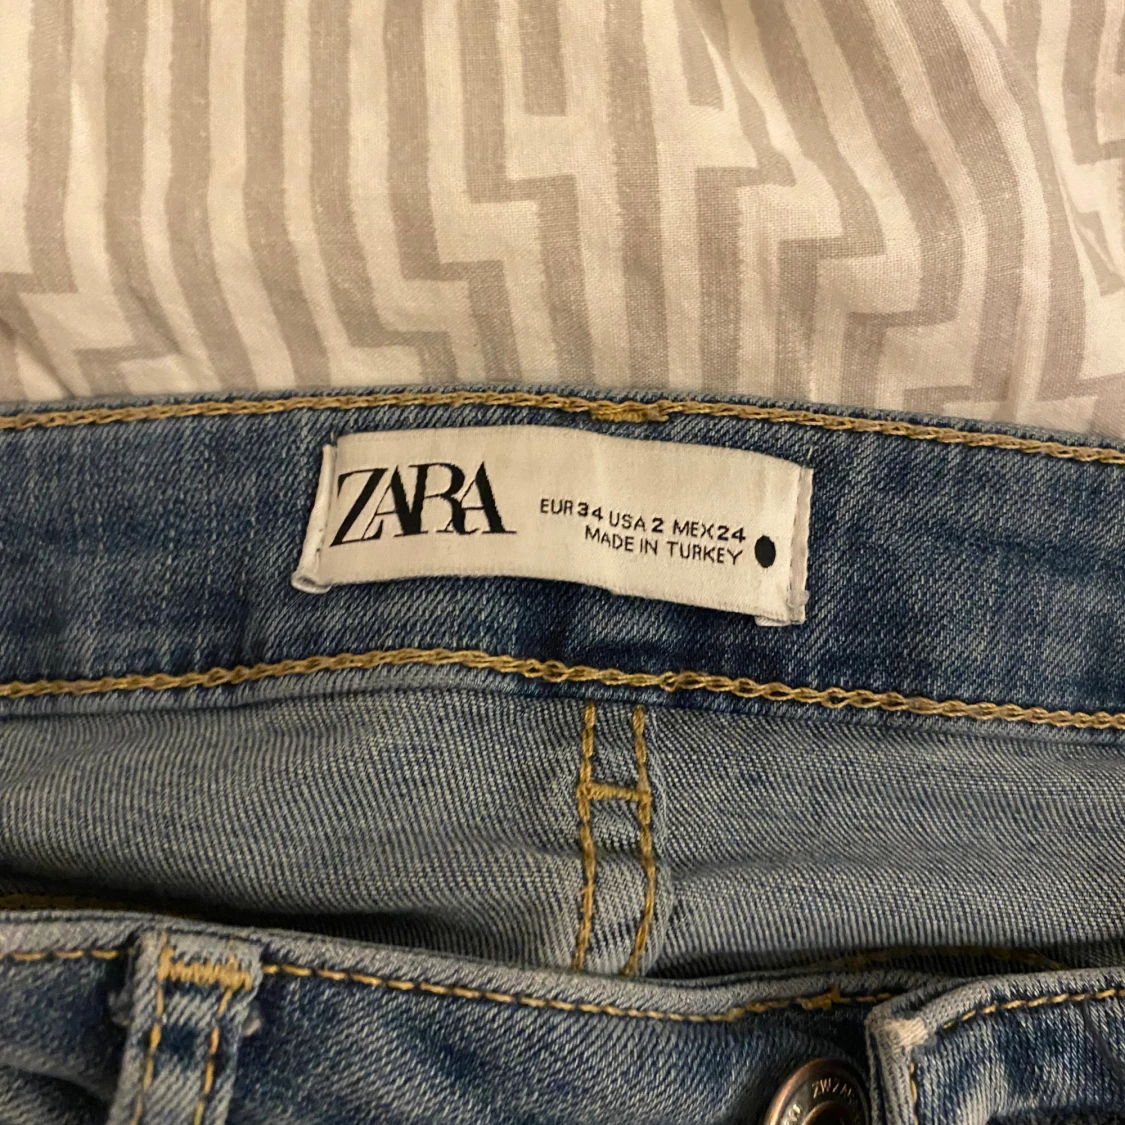 ZARA
EUR 34 USA 2 MEX 24
MADE IN TURKEY